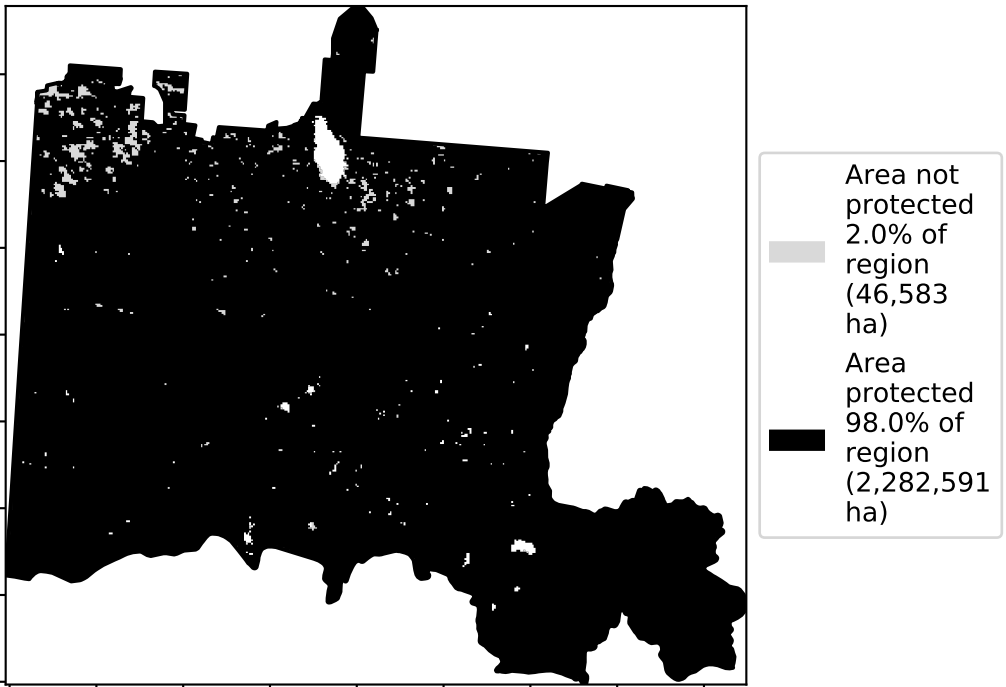 Area not
protected
2.0% of
region
(46,583
ha)
Area
protected
98.0% of
region
(2,282,591
ha)